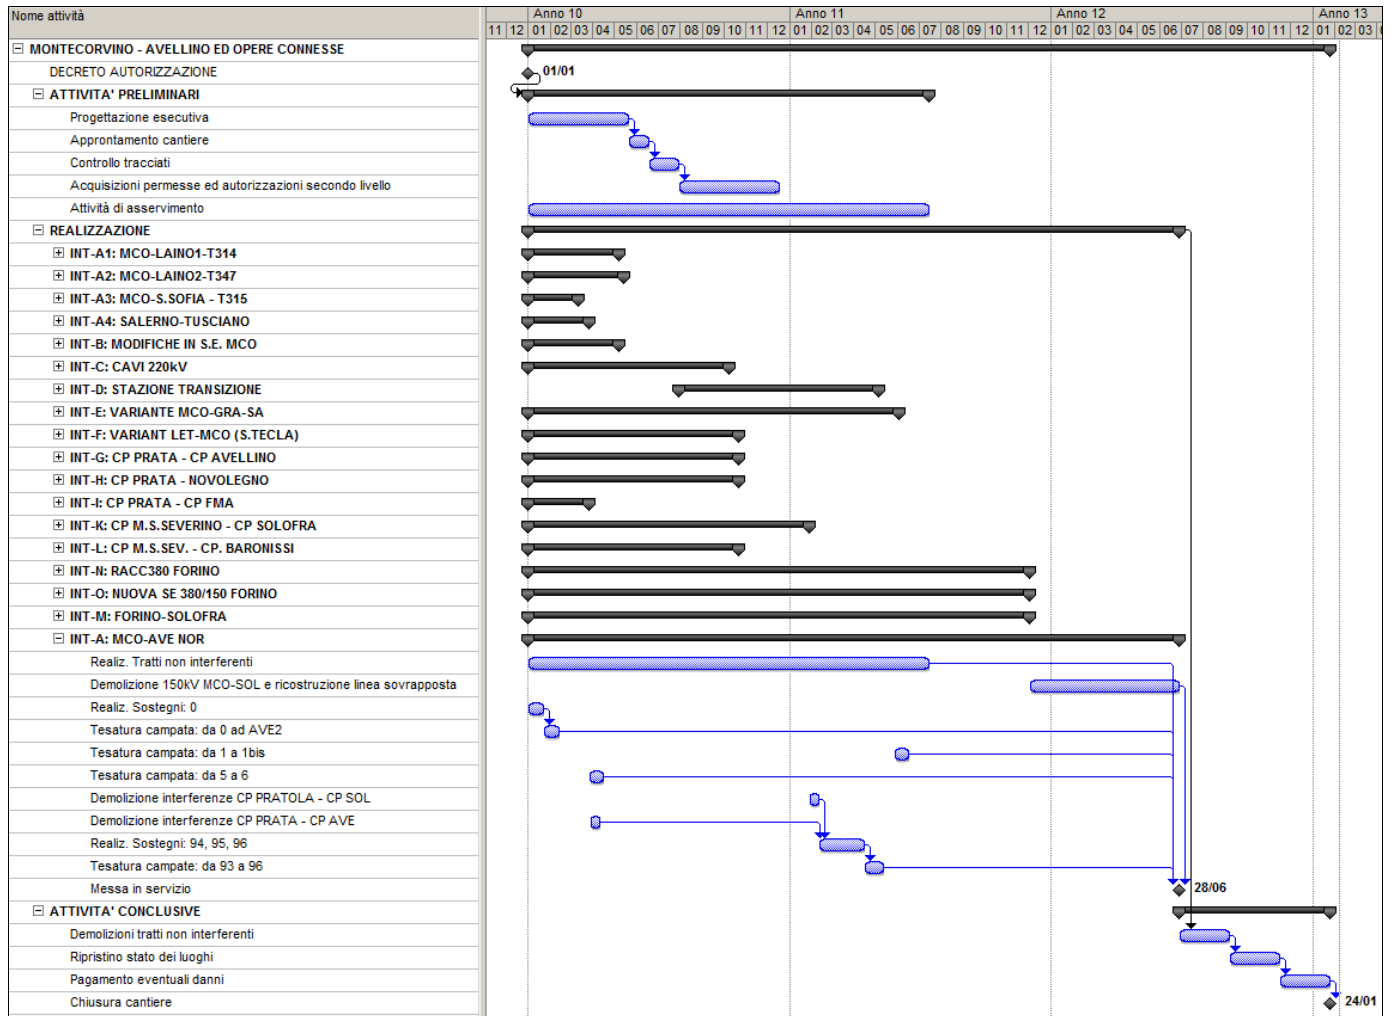 Nome attività
Anno 10 Anno 11 Anno 12 Anno 13
11 12 01 02 03 04 05 06 07 08 09 10 11 12 01 02 03 04 05 06 07 08 09 10 11 12 01 02 03 04 05 06 07 08 09 10 11 12 01 02 03
MONTECORVINO - AVELLINO ED OPERE CONNESSE
DECRETO AUTORIZZAZIONE 01/01
ATTIVITA' PRELIMINARI
Progettazione esecutiva
Approntamento cantiere
Controllo tracciati
Acquisizioni permesse ed autorizzazioni secondo livello
Attività di asservimento
REALIZZAZIONE
INT-A1: MCO-LAINO1-T314
INT-A2: MCO-LAINO2-T347
INT-A3: MCO-S.SOFIA - T315
INT-A4: SALERNO-TUSCIANO
INT-B: MODIFICHE IN S.E. MCO
INT-C: CAVI 220kV
INT-D: STAZIONE TRANSIZIONE
INT-E: VARIANTE MCO-GRA-SA
INT-F: VARIANT LET-MCO (S.TECLA)
INT-G: CP PRATA - CP AVELLINO
INT-H: CP PRATA - NOVOLEGNO
INT-I: CP PRATA - CP FMA
INT-K: CP M.S.SEVERINO - CP SOLOFRA
INT-L: CP M.S.SEV. - CP. BARONISSI
INT-N: RACC380 FORINO
INT-O: NUOVA SE 380/150 FORINO
INT-M: FORINO-SOLOFRA
INT-A: MCO-AVE NOR
Realiz. Tratti non interferenti
Demolizione 150kV MCO-SOL e ricostruzione linea sovrapposta
Realiz. Sostegni: 0
Tesatura campata: da 0 ad AVE2
Tesatura campata: da 1 a 1bis
Tesatura campata: da 5 a 6
Demolizione interferenze CP PRATOLA - CP SOL
Demolizione interferenze CP PRATA - CP AVE
Realiz. Sostegni: 94, 95, 96
Tesatura campate: da 93 a 96
Messa in servizio 28/06
ATTIVITA' CONCLUSIVE
Demolizioni tratti non interferenti
Ripristino stato dei luoghi
Pagamento eventuali danni
Chiusura cantiere 24/01